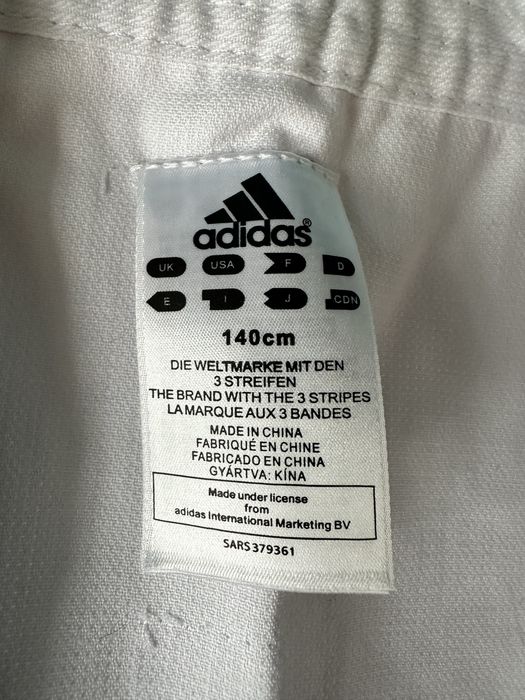 adidas®
UK USA F D
E I J CDN
140cm
DIE WELTMARKE MIT DEN
3 STREIFEN
THE BRAND WITH THE 3 STRIPES
LA MARQUE AUX 3 BANDES
MADE IN CHINA
FABRIQUÉ EN CHINE
FABRICADO EN CHINA
GYÁRTVA: KÍNA
Made under license
from
adidas International Marketing BV
SARS379361